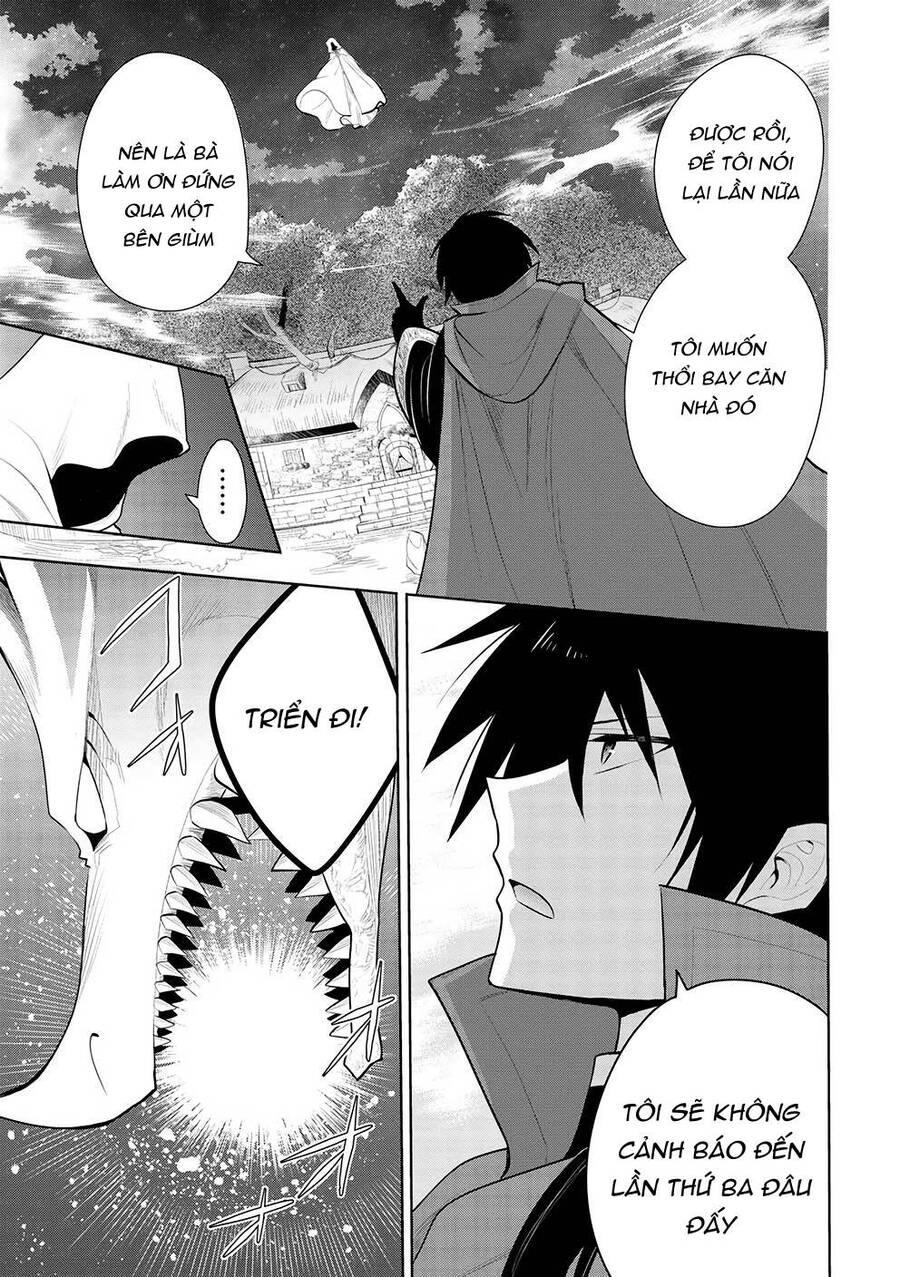 ĐƯỢC RỒI,
ĐỂ TÔI NÓI
LẠI LẦN NỮA
TÔI MUỐN
THỔI BAY CĂN
NHÀ ĐÓ
NÊN LÀ BÀ
LÀM ƠN ĐỨNG
QUA MỘT
BÊN GIÙM
........
TÔI SẼ KHÔNG
CẢNH BÁO ĐẾN
LẦN THỨ BA ĐÂU
ĐẤY
TRIỂN ĐI!